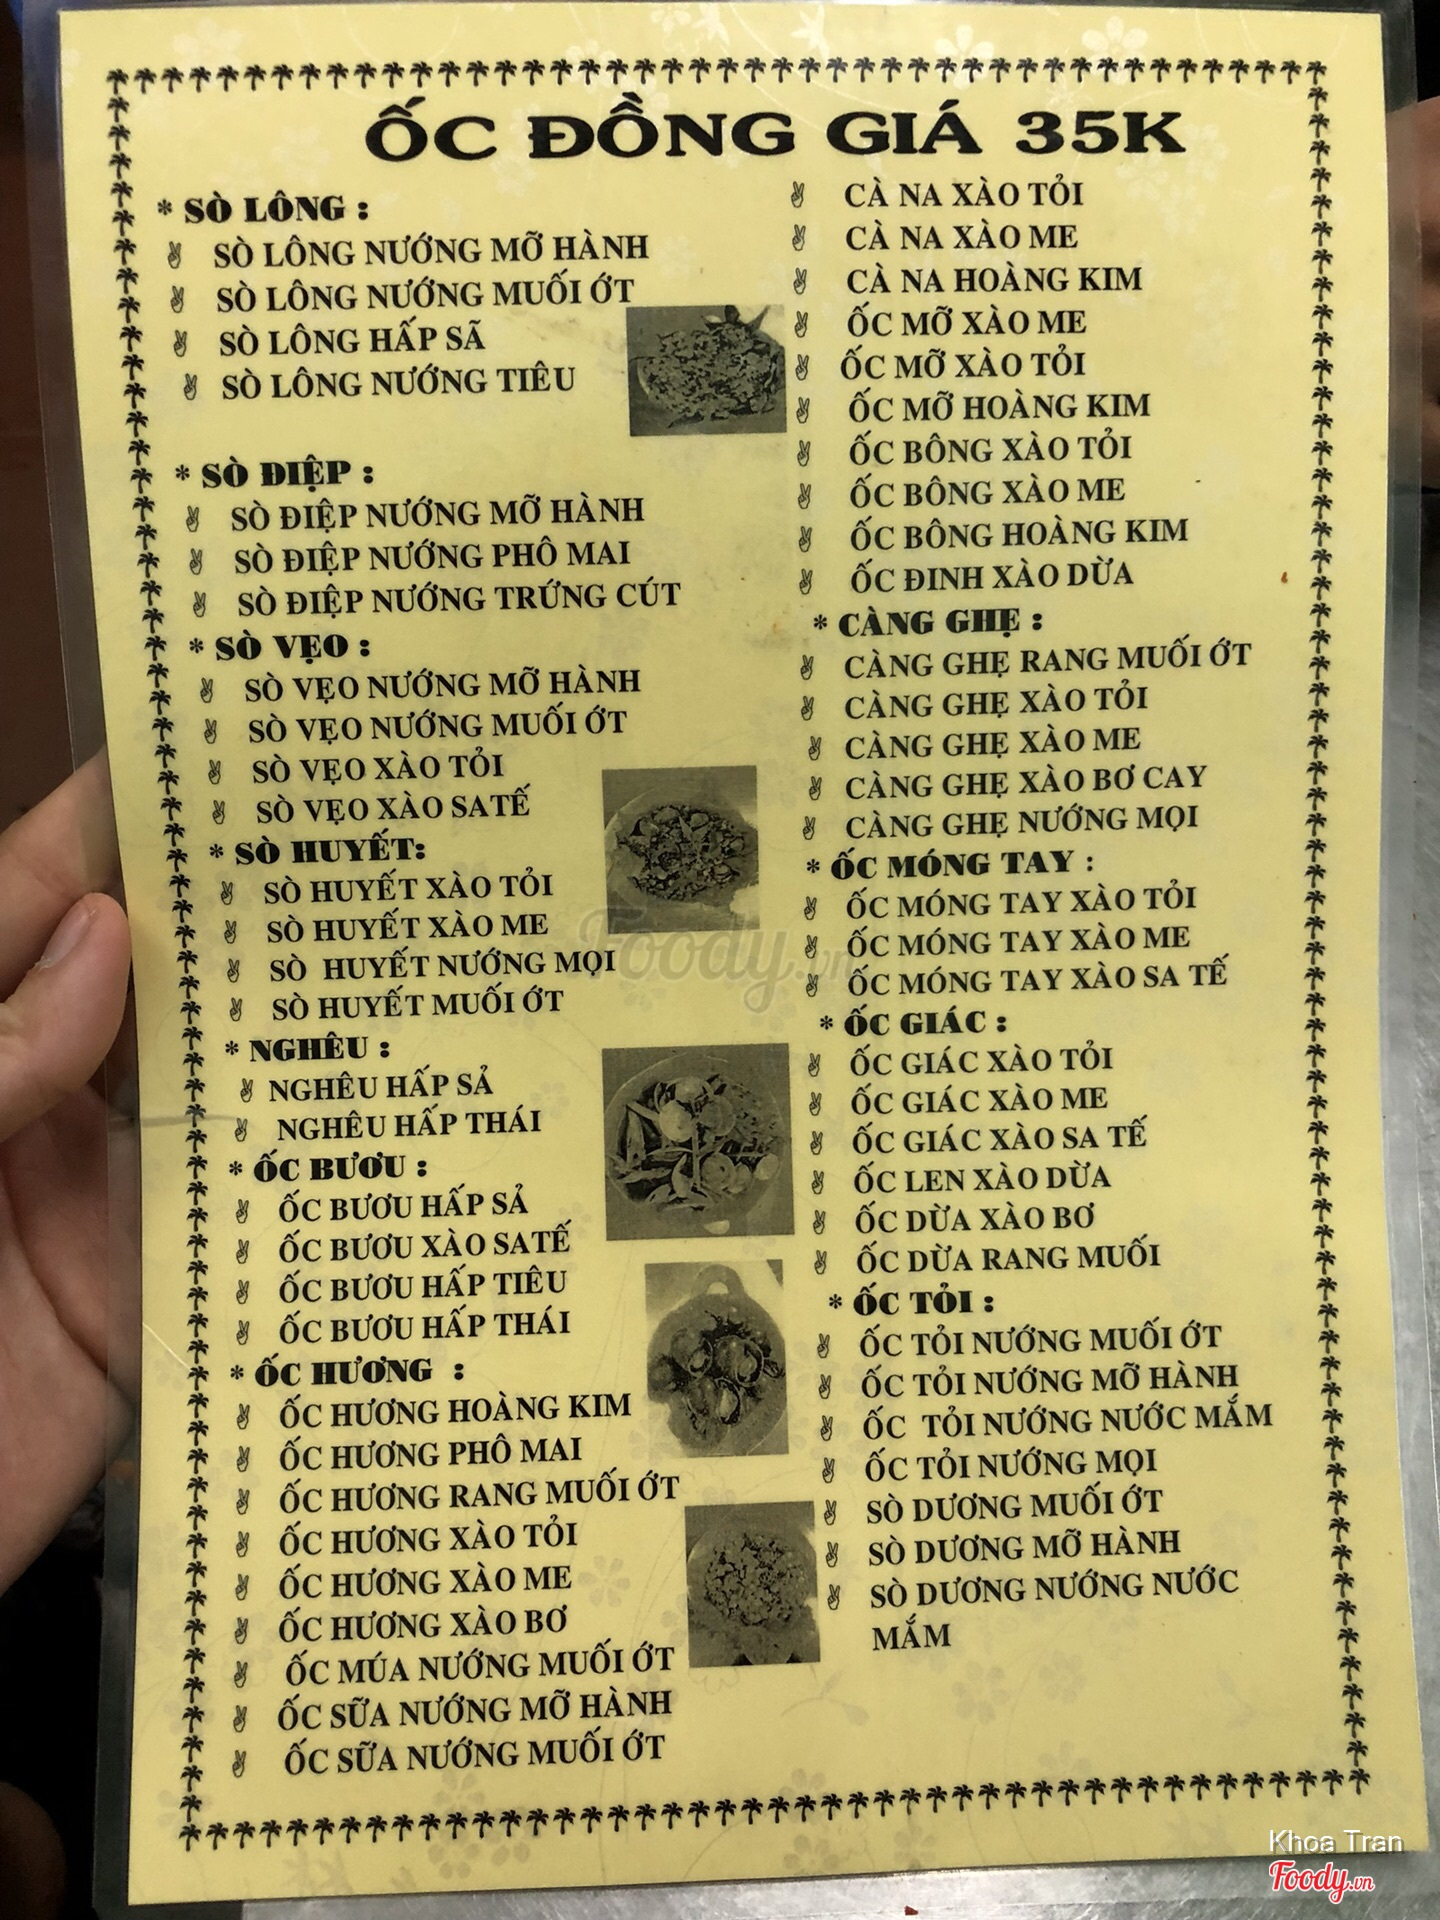 ỐC ĐỒNG GIÁ 35K
* SÒ LÔNG :
SÒ LÔNG NƯỚNG MỠ HÀNH
SÒ LÔNG NƯỚNG MUỐI ỚT
SÒ LÔNG HẤP SÃ
SÒ LÔNG NƯỚNG TIÊU
* SÒ ĐIỆP :
SÒ ĐIỆP NƯỚNG MỠ HÀNH
SÒ ĐIỆP NƯỚNG PHÔ MAI
SÒ ĐIỆP NƯỚNG TRỨNG CÚT
* SÒ VẸO :
SÒ VẸO NƯỚNG MỠ HÀNH
SÒ VẸO NƯỚNG MUỐI ỚT
SÒ VẸO XÀO TỎI
SÒ VẸO XÀO SATẾ
* SÒ HUYẾT:
SÒ HUYẾT XÀO TỎI
SÒ HUYẾT XÀO ME
SÒ HUYẾT NƯỚNG MỌI
SÒ HUYẾT MUỐI ỚT
* NGHÊU :
NGHÊU HẤP SẢ
NGHÊU HẤP THÁI
* ỐC BƯƠU :
ỐC BƯƠU HẤP SẢ
ỐC BƯƠU XÀO SATẾ
ỐC BƯƠU HẤP TIÊU
ỐC BƯƠU HẤP THÁI
* ỐC HƯƠNG :
ỐC HƯƠNG HOÀNG KIM
ỐC HƯƠNG PHÔ MAI
ỐC HƯƠNG RANG MUỐI ỚT
ỐC HƯƠNG XÀO TỎI
ỐC HƯƠNG XÀO ME
ỐC HƯƠNG XÀO BƠ
ỐC MÚA NƯỚNG MUỐI ỚT
ỐC SỮA NƯỚNG MỠ HÀNH
ỐC SỮA NƯỚNG MUỐI ỚT
CÀ NA XÀO TỎI
CÀ NA XÀO ME
CÀ NA HOÀNG KIM
ỐC MỠ XÀO ME
ỐC MỠ XÀO TỎI
ỐC MỠ HOÀNG KIM
ỐC BÔNG XÀO TỎI
ỐC BÔNG XÀO ME
ỐC BÔNG HOÀNG KIM
ỐC ĐINH XÀO DỪA
* CÀNG GHẸ :
CÀNG GHẸ RANG MUỐI ỚT
CÀNG GHẸ XÀO TỎI
CÀNG GHẸ XÀO ME
CÀNG GHẸ XÀO BƠ CAY
CÀNG GHẸ NƯỚNG MỌI
* ỐC MÓNG TAY :
ỐC MÓNG TAY XÀO TỎI
ỐC MÓNG TAY XÀO ME
ỐC MÓNG TAY XÀO SA TẾ
* ỐC GIÁC :
ỐC GIÁC XÀO TỎI
ỐC GIÁC XÀO ME
ỐC GIÁC XÀO SA TẾ
ỐC LEN XÀO DỪA
ỐC DỪA XÀO BƠ
ỐC DỪA RANG MUỐI
* ỐC TỎI :
ỐC TỎI NƯỚNG MUỐI ỚT
ỐC TỎI NƯỚNG MỠ HÀNH
ỐC TỎI NƯỚNG NƯỚC MẮM
ỐC TỎI NƯỚNG MỌI
SÒ DƯƠNG MUỐI ỚT
SÒ DƯƠNG MỠ HÀNH
SÒ DƯƠNG NƯỚNG NƯỚC
MẮM
Foody.vn
Khoa Tran
Foody.vn